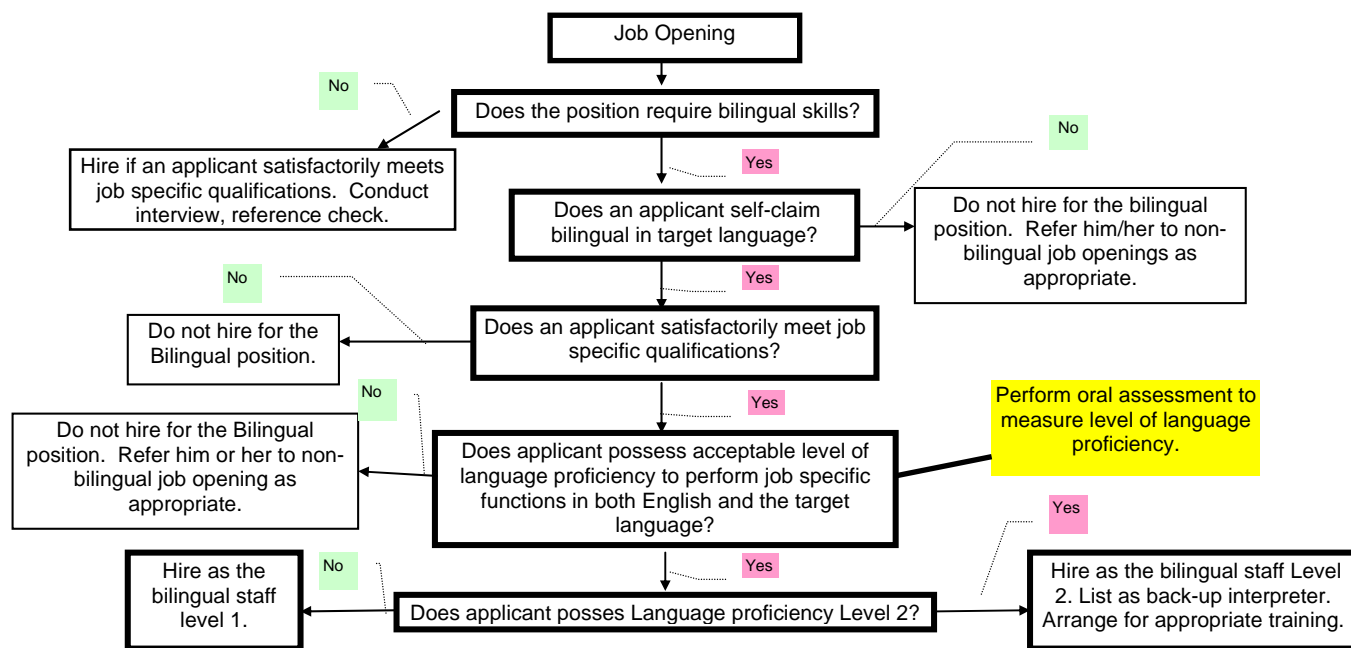 Job Opening
No
Does the position require bilingual skills?
No
Hire if an applicant satisfactorily meets
job specific qualifications.  Conduct
interview, reference check.
Yes
Does an applicant self-claim
bilingual in target language?
Do not hire for the bilingual
position.  Refer him/her to non-
bilingual job openings as
appropriate.
No
Yes
Do not hire for the
Bilingual position.
Does an applicant satisfactorily meet job
specific qualifications?
No
Yes
Perform oral assessment to
measure level of language
proficiency.
Do not hire for the Bilingual
position.  Refer him or her to non-
bilingual job opening as
appropriate.
Does applicant possess acceptable level of
language proficiency to perform job specific
functions in both English and the target
language?
Yes
No
Yes
Hire as the
bilingual staff
level 1.
Does applicant posses Language proficiency Level 2?
Hire as the bilingual staff Level
2. List as back-up interpreter.
Arrange for appropriate training.